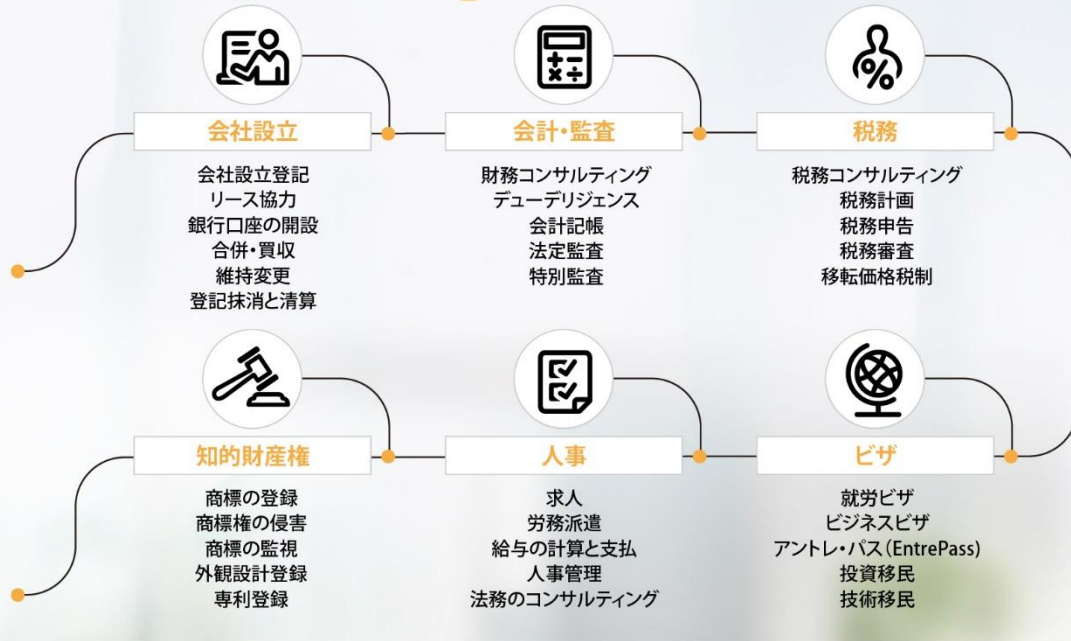 会社設立
会社設立登記
リース協力
銀行口座の開設
合併・買収
維持変更
登記抹消と清算
会計・監査
財務コンサルティング
デューデリジェンス
会計記帳
法定監査
特別監査
税務
税務コンサルティング
税務計画
税務申告
税務審査
移転価格税制
知的財産権
商標の登録
商標権の侵害
商標の監視
外観設計登録
専利登録
人事
求人
労務派遣
給与の計算と支払
人事管理
法務のコンサルティング
ビザ
就労ビザ
ビジネスビザ
アントレ・パス（EntrePass)
投資移民
技術移民